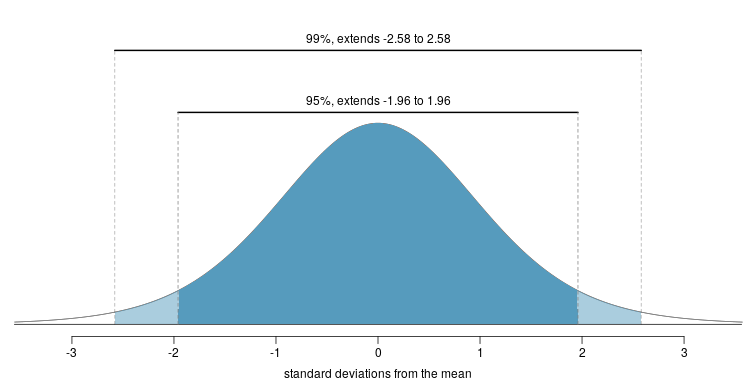 99%, extends -2.58 to 2.58
95%, extends -1.96 to 1.96
-3 -2 -1 0 1 2 3
standard deviations from the mean